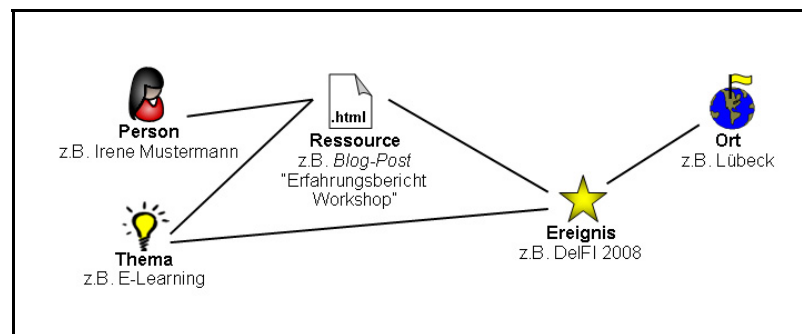 Person
z.B. Irene Mustermann
.html
Ressource
z.B. Blog-Post
"Erfahrungsbericht
Workshop"
Ort
z.B. Lübeck
Thema
z.B. E-Learning
Ereignis
z.B. DelFI 2008